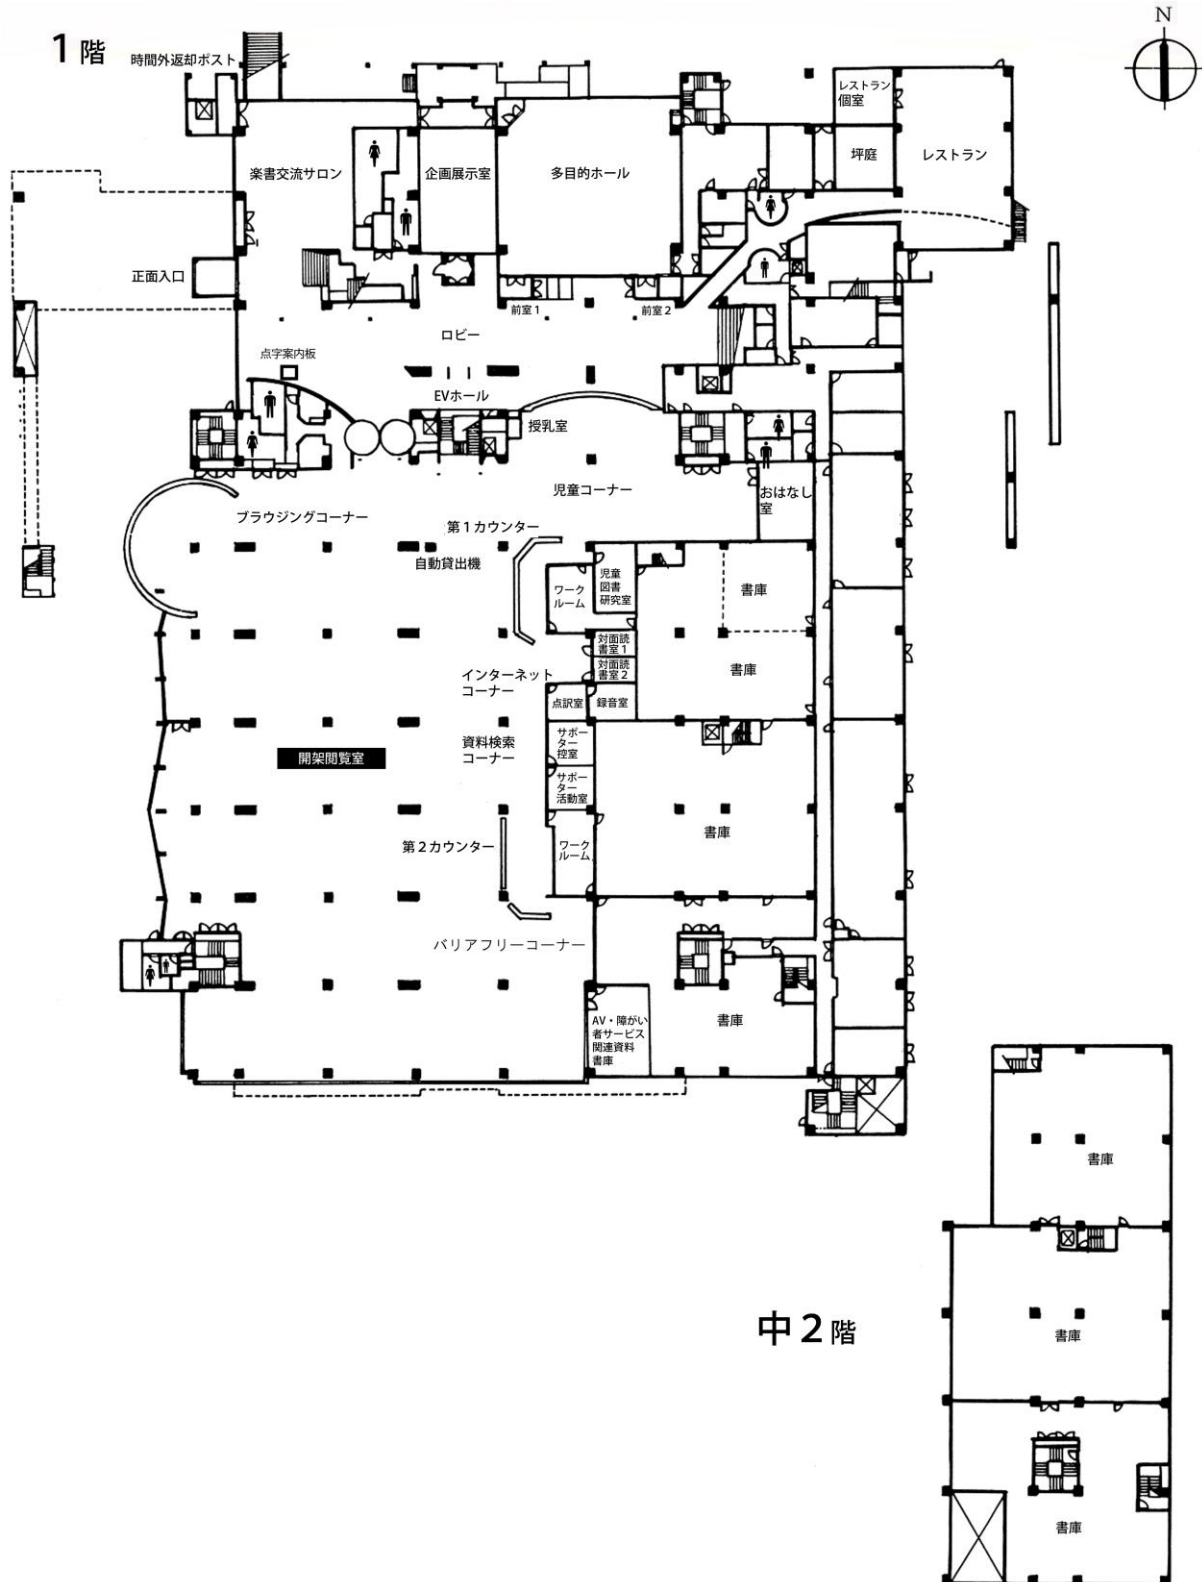 N
1階
時間外返却ポスト
レストラン
個室
坪庭
レストラン
楽書交流サロン
企画展示室
多目的ホール
正面入口
前室1
前室2
ロビー
点字案内板
EVホール
授乳室
児童コーナー
おはなし
室
ブラウジングコーナー
第1カウンター
自動貸出機
ワーク
ルーム
児童
図書
研究室
書庫
対面読
書室1
対面読
書室2
書庫
インターネット
コーナー
点訳室
録音室
資料検索
コーナー
サポー
ター
控室
開架閲覧室
サポー
ター
活動室
書庫
第2カウンター
ワーク
ルーム
バリアフリーコーナー
AV・障がい
者サービス
関連資料
書庫
書庫
中2階
書庫
書庫
書庫